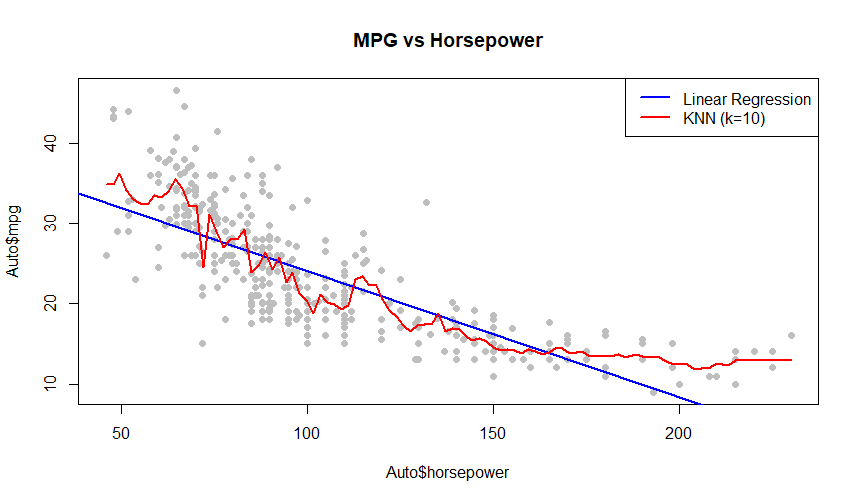 MPG vs Horsepower
Linear Regression
KNN (k=10)
Auto$mpg
40
30
20
10
50
100
150
200
Auto$horsepower